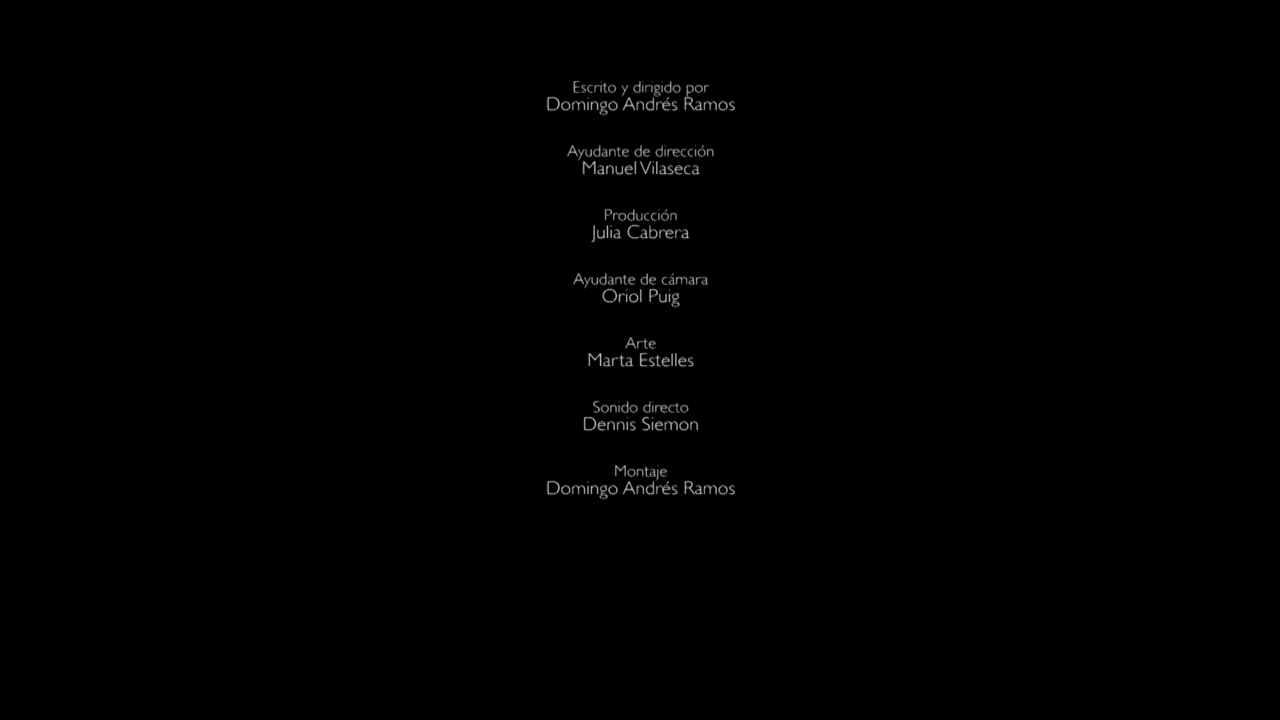 Escrito y dirigido por
Domingo Andrés Ramos
Ayudante de dirección
Manuel Vilaseca
Producción
Julia Cabrera
Ayudante de cámara
Oriol Puig
Arte
Marta Estelles
Sonido directo
Dennis Siemon
Montaje
Domingo Andrés Ramos